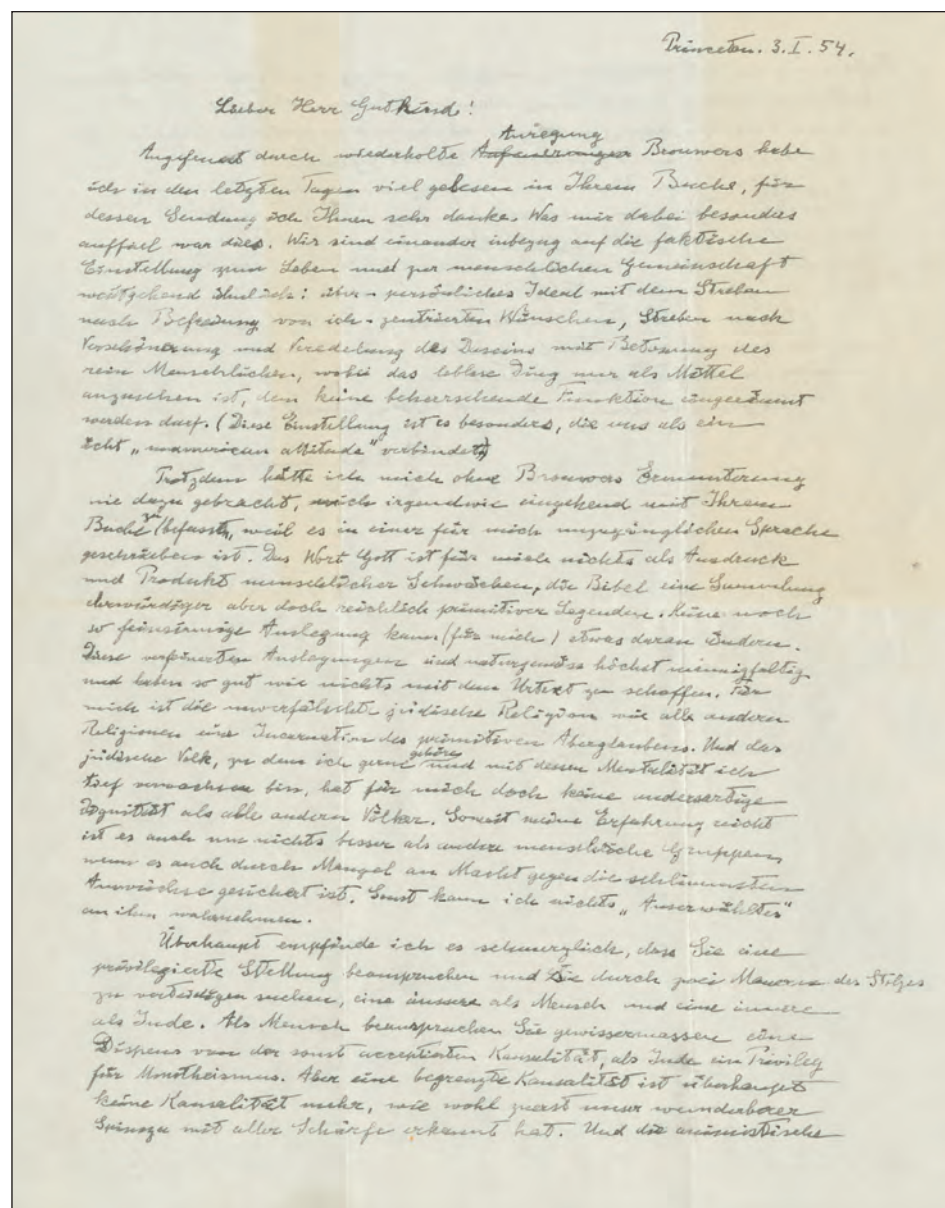 Princeton. 3. I. 54.
Lieber Herr Gutkind!
Anregung
Angefeuert durch wiederholte Brouwers habe
ich in den letzten Tagen viel gelesen in Ihrem Buche, für
dessen Sendung ich Ihnen sehr danke. Was mir dabei besonders
auffiel war dies. Wir sind einander inbezug auf die faktische
Einstellung zum Leben und zur menschlichen Gemeinschaft
weitgehend ähnlich: über-persönliches Ideal mit dem Streben
nach Befreiung von ich-zentrierten Wünschen, Streben nach
Verschönerung und Veredelung des Daseins mit Betonung des
rein Menschlichen, wobei das leblose Ding nur als Mittel
anzusehen ist, dem keine beherrschende Funktion eingeräumt
werden darf. (Diese Einstellung ist es besonders, die uns als ein
echt „unamerican attitude" verbindet)
Trotzdem hätte ich mich ohne Brouwers Ermunterung
nie dazu gebracht, mich irgendwie eingehend mit Ihrem
Buche zu befassen, weil es in einer für mich unzugänglichen Sprache
geschrieben ist. Das Wort Gott ist für mich nichts als Ausdruck
und Produkt menschlicher Schwächen, die Bibel eine Sammlung
ehrwürdiger aber doch reichlich primitiver Legenden. Keine noch
so feinsinnige Auslegung kann (für mich) etwas daran ändern.
Diese verfeinerten Auslegungen sind naturgemäss höchst mannigfaltig
und haben so gut wie nichts mit dem Urtext zu schaffen. Für
mich ist die unverfälschte jüdische Religion wie alle anderen
Religionen eine Incarnation des primitiven Aberglaubens. Und das
jüdische Volk, zu dem ich gerne gehöre und mit dessen Mentalität ich
tief verwachsen bin, hat für mich doch keine andersartige
Dignität als alle anderen Völker. Soweit meine Erfahrung reicht
ist es auch um nichts besser als andere menschliche Gruppen,
wenn es auch durch Mangel an Macht gegen die schlimmsten
Auswüchse gesichert ist. Sonst kann ich nichts „Auserwähltes"
an ihm wahrnehmen.
Überhaupt empfinde ich es schmerzlich, dass Sie eine
privilegierte Stellung beanspruchen und Sie durch zwei Mauern des Stolzes
zu verteidigen suchen, eine äussere als Mensch und eine innere
als Jude. Als Mensch beanspruchen Sie gewissermassen einen
Dispens von der sonst acceptierten Kausalität, als Jude ein Privileg
für Monotheismus. Aber eine begrenzte Kausalität ist überhaupt
keine Kausalität mehr, wie wohl zuerst unser wunderbarer
Spinoza mit aller Schärfe erkannt hat. Und die animistische